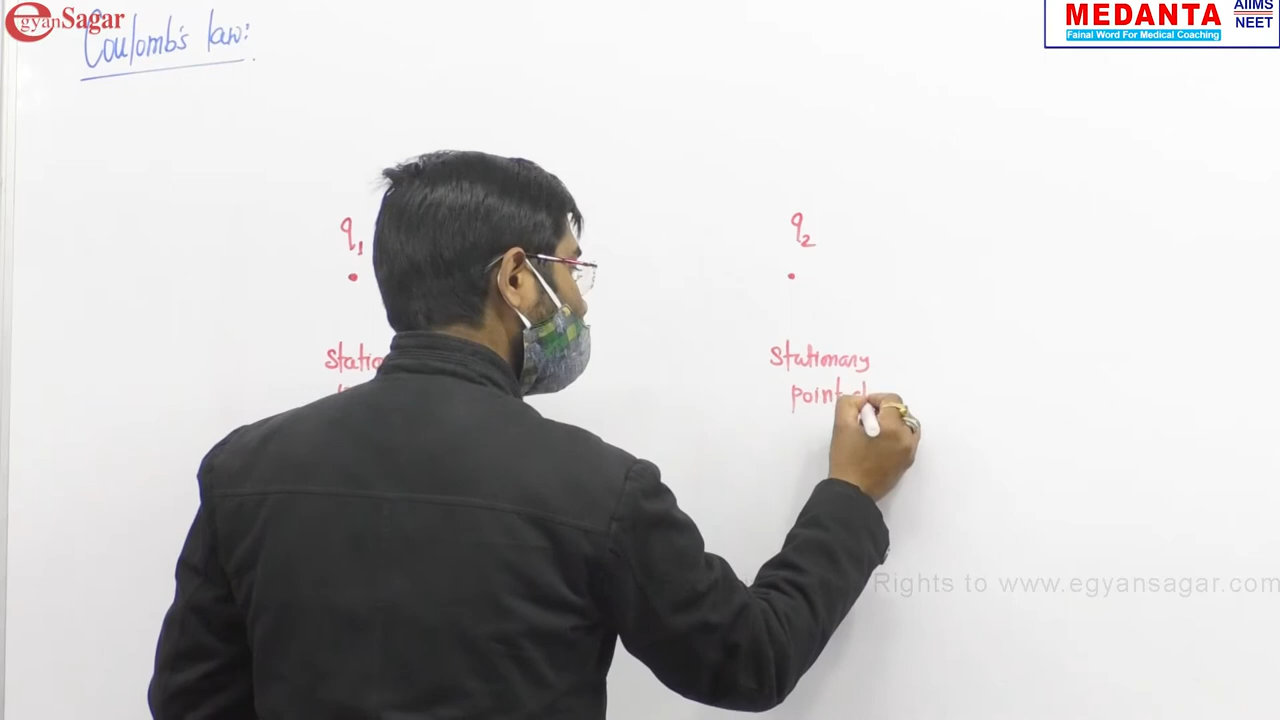 egyanSagar
Coulomb's law:
MEDANTA
Fainal Word For Medical Coaching
AIIMS
NEET
q1
q2
Stationary
point
Rights to www.egyansagar.com